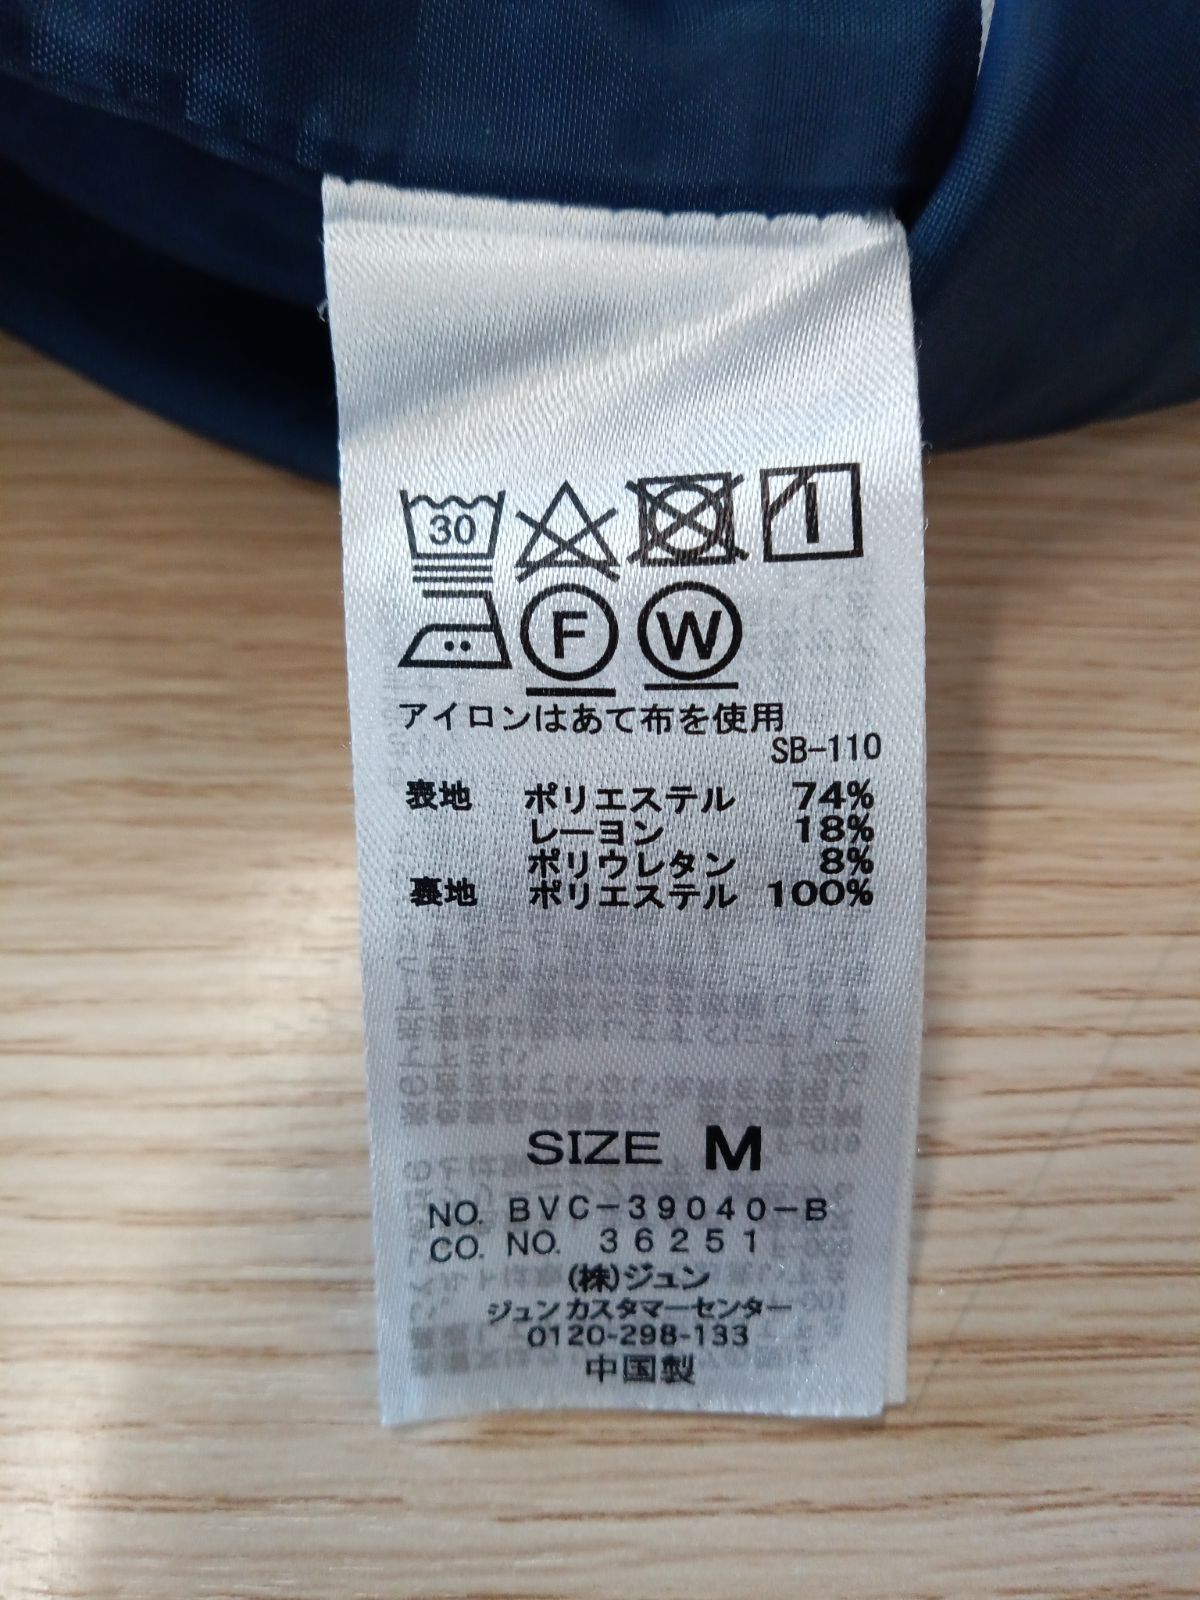 30
F W
アイロンはあて布を使用
SB-110
表地 ポリエステル 74%
レーヨン 18%
ポリウレタン 8%
裏地 ポリエステル 100%
SIZE M
NO. BVC-39040-B
CO. NO. 36251
(株)ジュン
ジュンカスタマーセンター
0120-298-133
中国製